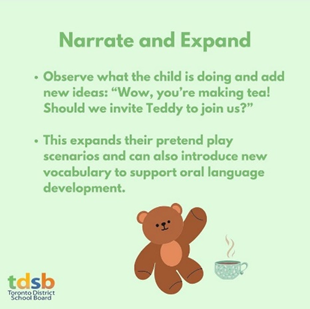 Narrate and Expand
• Observe what the child is doing and add
new ideas: “Wow, you’re making tea!
Should we invite Teddy to join us?”
• This expands their pretend play
scenarios and can also introduce new
vocabulary to support oral language
development.
tdsb
Toronto District
School Board